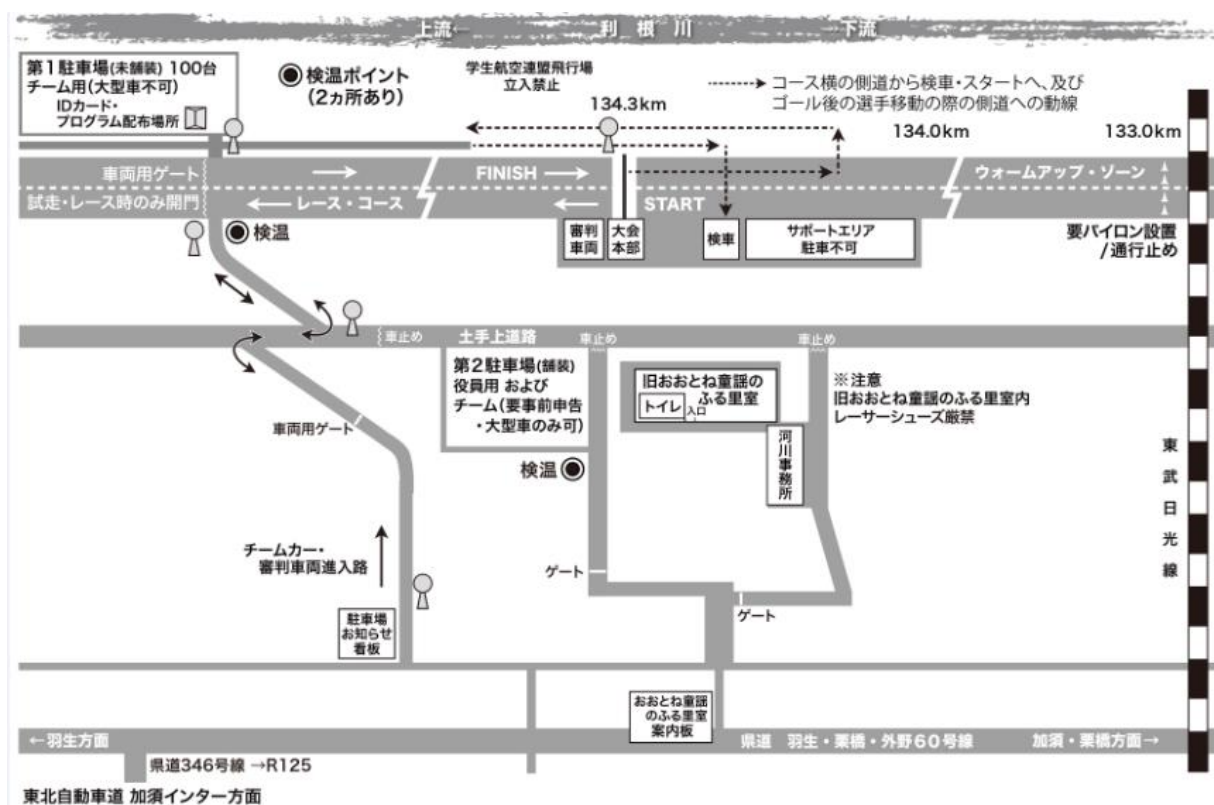 上流← 利根川 →下流
第1駐車場(未舗装) 100台
チーム用(大型車不可)
IDカード・
プログラム配布場所
検温ポイント
(2ヵ所あり)
学生航空連盟飛行場
立入禁止
コース横の側道から検車・スタートへ、及び
ゴール後の選手移動の際の側道への動線
134.3km
134.0km
133.0km
車両用ゲート
FINISH
ウォームアップ・ゾーン
試走・レース時のみ開門
レース・コース
START
検温
審判
車両
大会
本部
検車
サポートエリア
駐車不可
要パイロン設置
/通行止め
車止め
土手上道路
車止め
車止め
第2駐車場(舗装)
役員用 および
チーム(要事前申告
・大型車のみ可)
旧おおとね童謡の
ふる里室
トイレ
入口
※注意
旧おおとね童謡のふる里室内
レーサーシューズ厳禁
車両用ゲート
検温
河川事務所
東武日光線
チームカー・
審判車両進入路
ゲート
ゲート
駐車場
お知らせ
看板
おおとね童謡
のふる里室
案内板
←羽生方面
県道 羽生・栗橋・外野60号線
加須・栗橋方面→
県道346号線 →R125
東北自動車道 加須インター方面